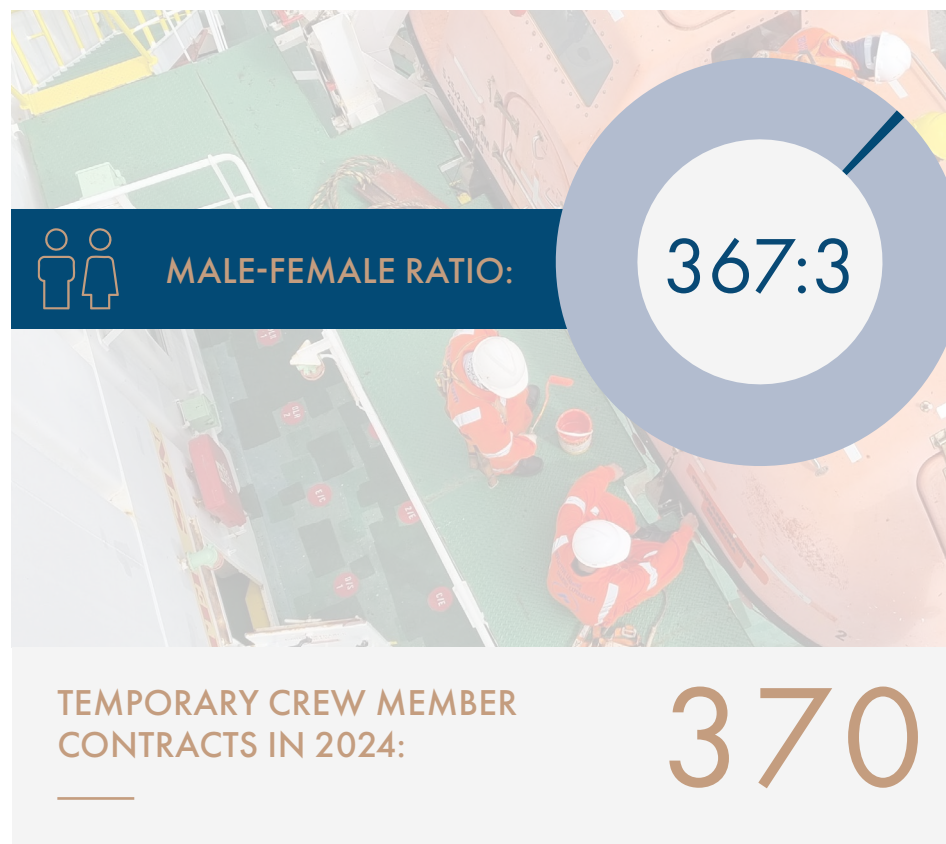 MALE-FEMALE RATIO:
367:3
TEMPORARY CREW MEMBER
CONTRACTS IN 2024:
370